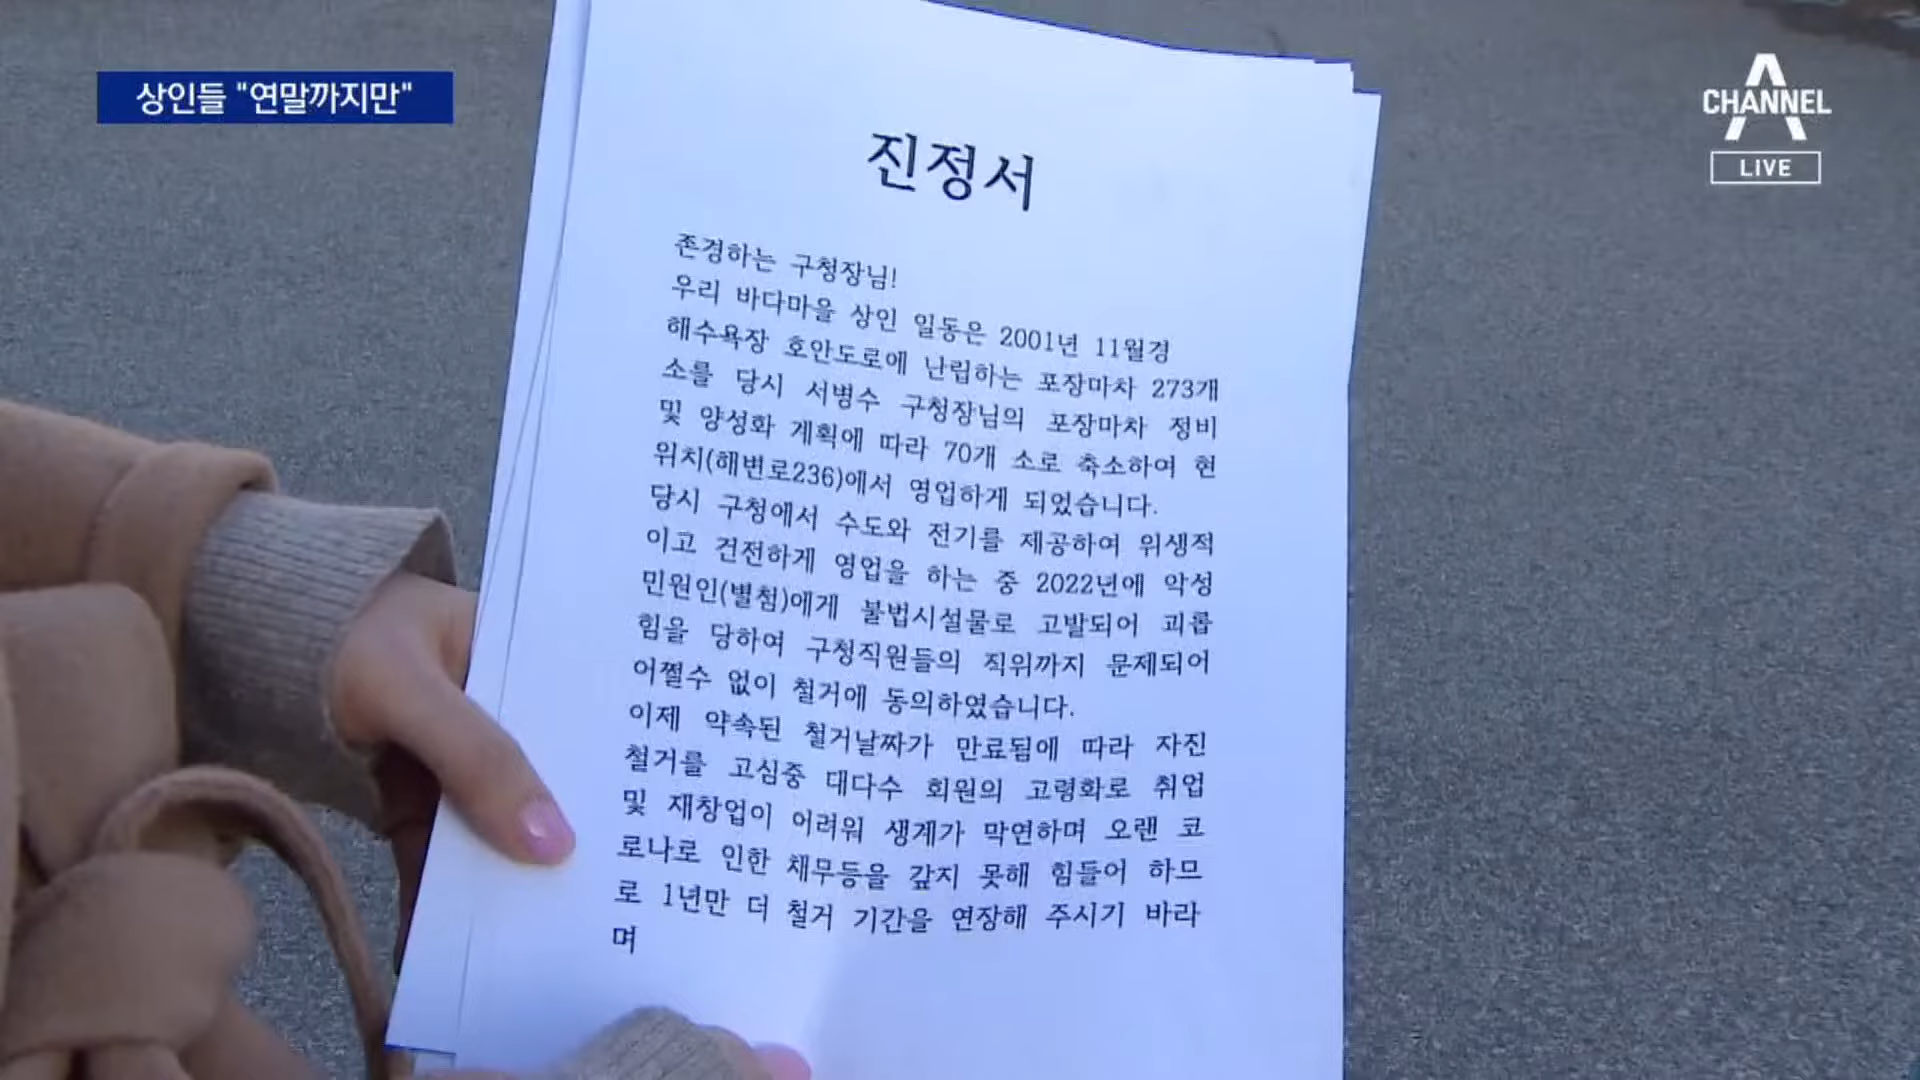 상인들 "연말까지만"
CHANNEL A
LIVE
진정서
존경하는 구청장님!
우리 바다마을 상인 일동은 2001년 11월경
해수욕장 호안도로에 난립하는 포장마차 273개
소를 당시 서병수 구청장님의 포장마차 정비
및 양성화 계획에 따라 70개 소로 축소하여 현
위치(해변로236)에서 영업하게 되었습니다.
당시 구청에서 수도와 전기를 제공하여 위생적
이고 건전하게 영업을 하는 중 2022년에 악성
민원인(별첨)에게 불법시설물로 고발되어 괴롭
힘을 당하여 구청직원들의 직위까지 문제되어
어쩔수 없이 철거에 동의하였습니다.
이제 약속된 철거날짜가 만료됨에 따라 자진
철거를 고심중 대다수 회원의 고령화로 취업
및 재창업이 어려워 생계가 막연하며 오랜 코
로나로 인한 채무등을 갚지 못해 힘들어 하므
로 1년만 더 철거 기간을 연장해 주시기 바라
며